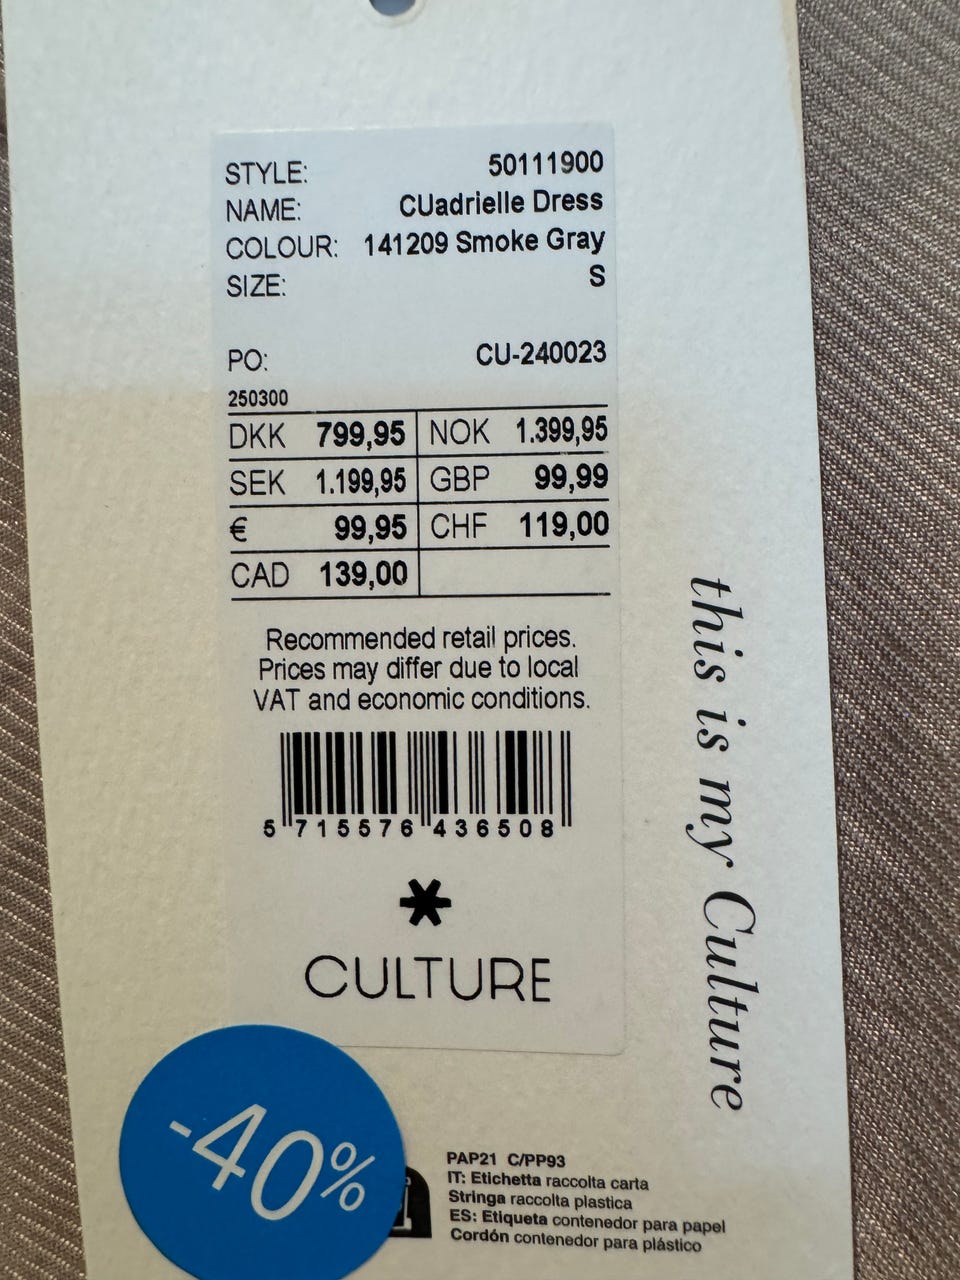 STYLE: 50111900
NAME: CUadrielle Dress
COLOUR: 141209 Smoke Gray
SIZE: S
PO: CU-240023
250300
DKK 799,95 NOK 1.399,95
SEK 1.199,95 GBP 99,99
€ 99,95 CHF 119,00
CAD 139,00
Recommended retail prices.
Prices may differ due to local
VAT and economic conditions.
5 715576 436508
CULTURE
this is my Culture
-40%
PAP21 C/PP93
IT: Etichetta raccolta carta
Stringa raccolta plastica
ES: Etiqueta contenedor para papel
Cordón contenedor para plástico